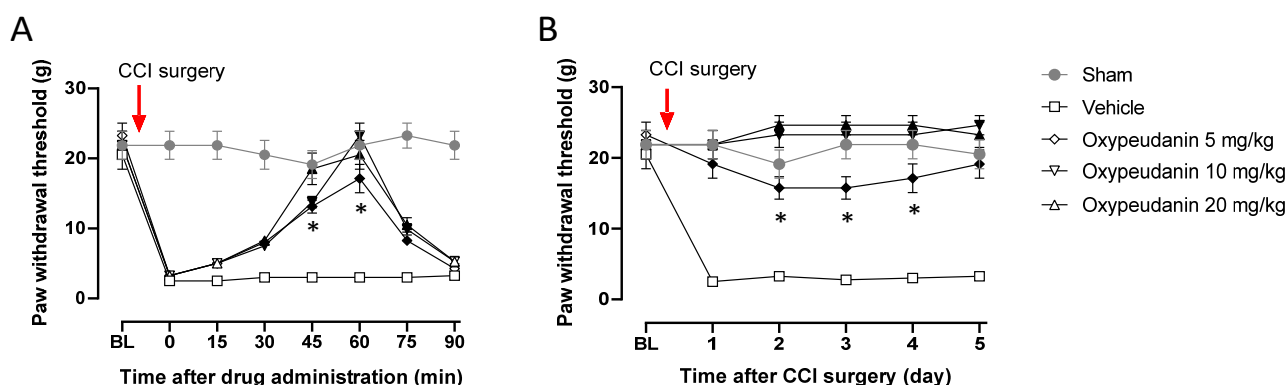 A
CCI surgery
Paw withdrawal threshold (g)
30
20
10
0
*
*
BL 0 15 30 45 60 75 90
Time after drug administration (min)
B
CCI surgery
Paw withdrawal threshold (g)
30
20
10
0
*
*
*
BL 1 2 3 4 5
Time after CCI surgery (day)
Sham
Vehicle
Oxypeudanin 5 mg/kg
Oxypeudanin 10 mg/kg
Oxypeudanin 20 mg/kg